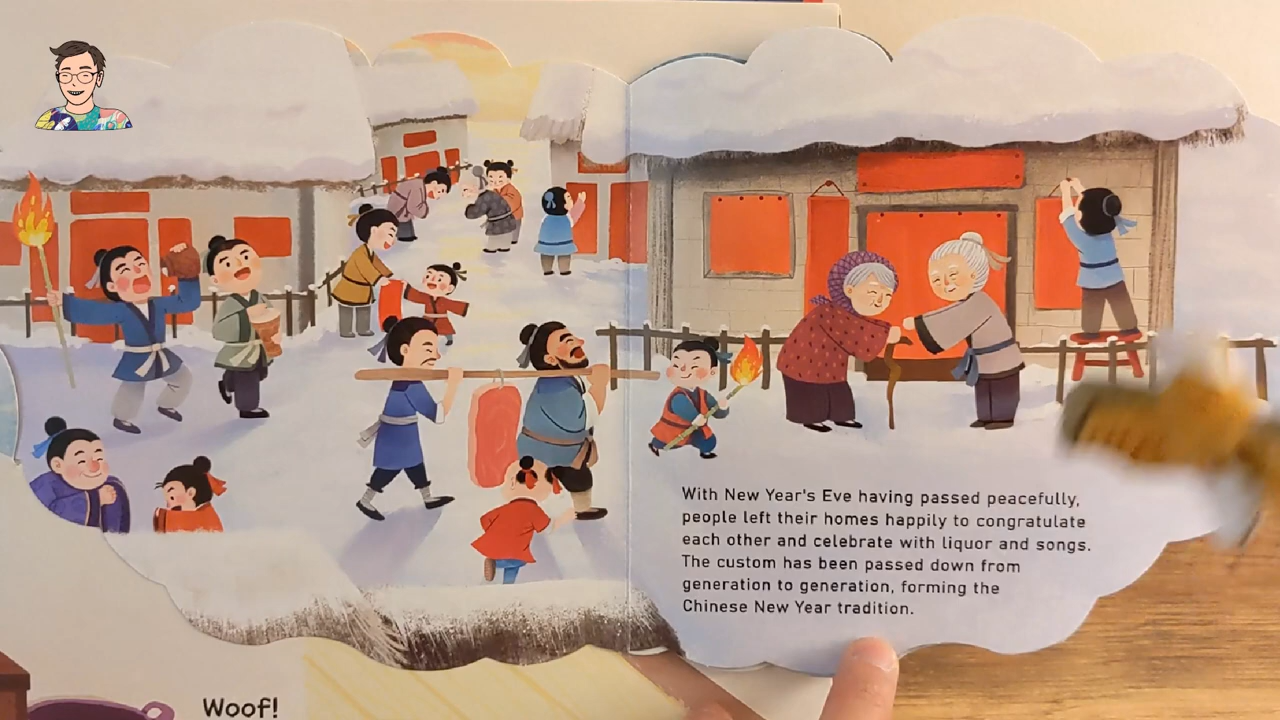 With New Year's Eve having passed peacefully,
people left their homes happily to congratulate
each other and celebrate with liquor and songs.
The custom has been passed down from
generation to generation, forming the
Chinese New Year tradition.
Woof!